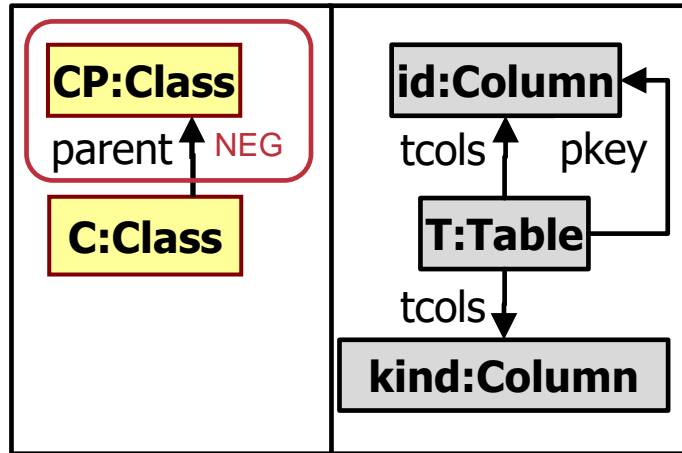 CP:Class
parent NEG
C:Class
id:Column
tcols pkey
T:Table
tcols
kind:Column